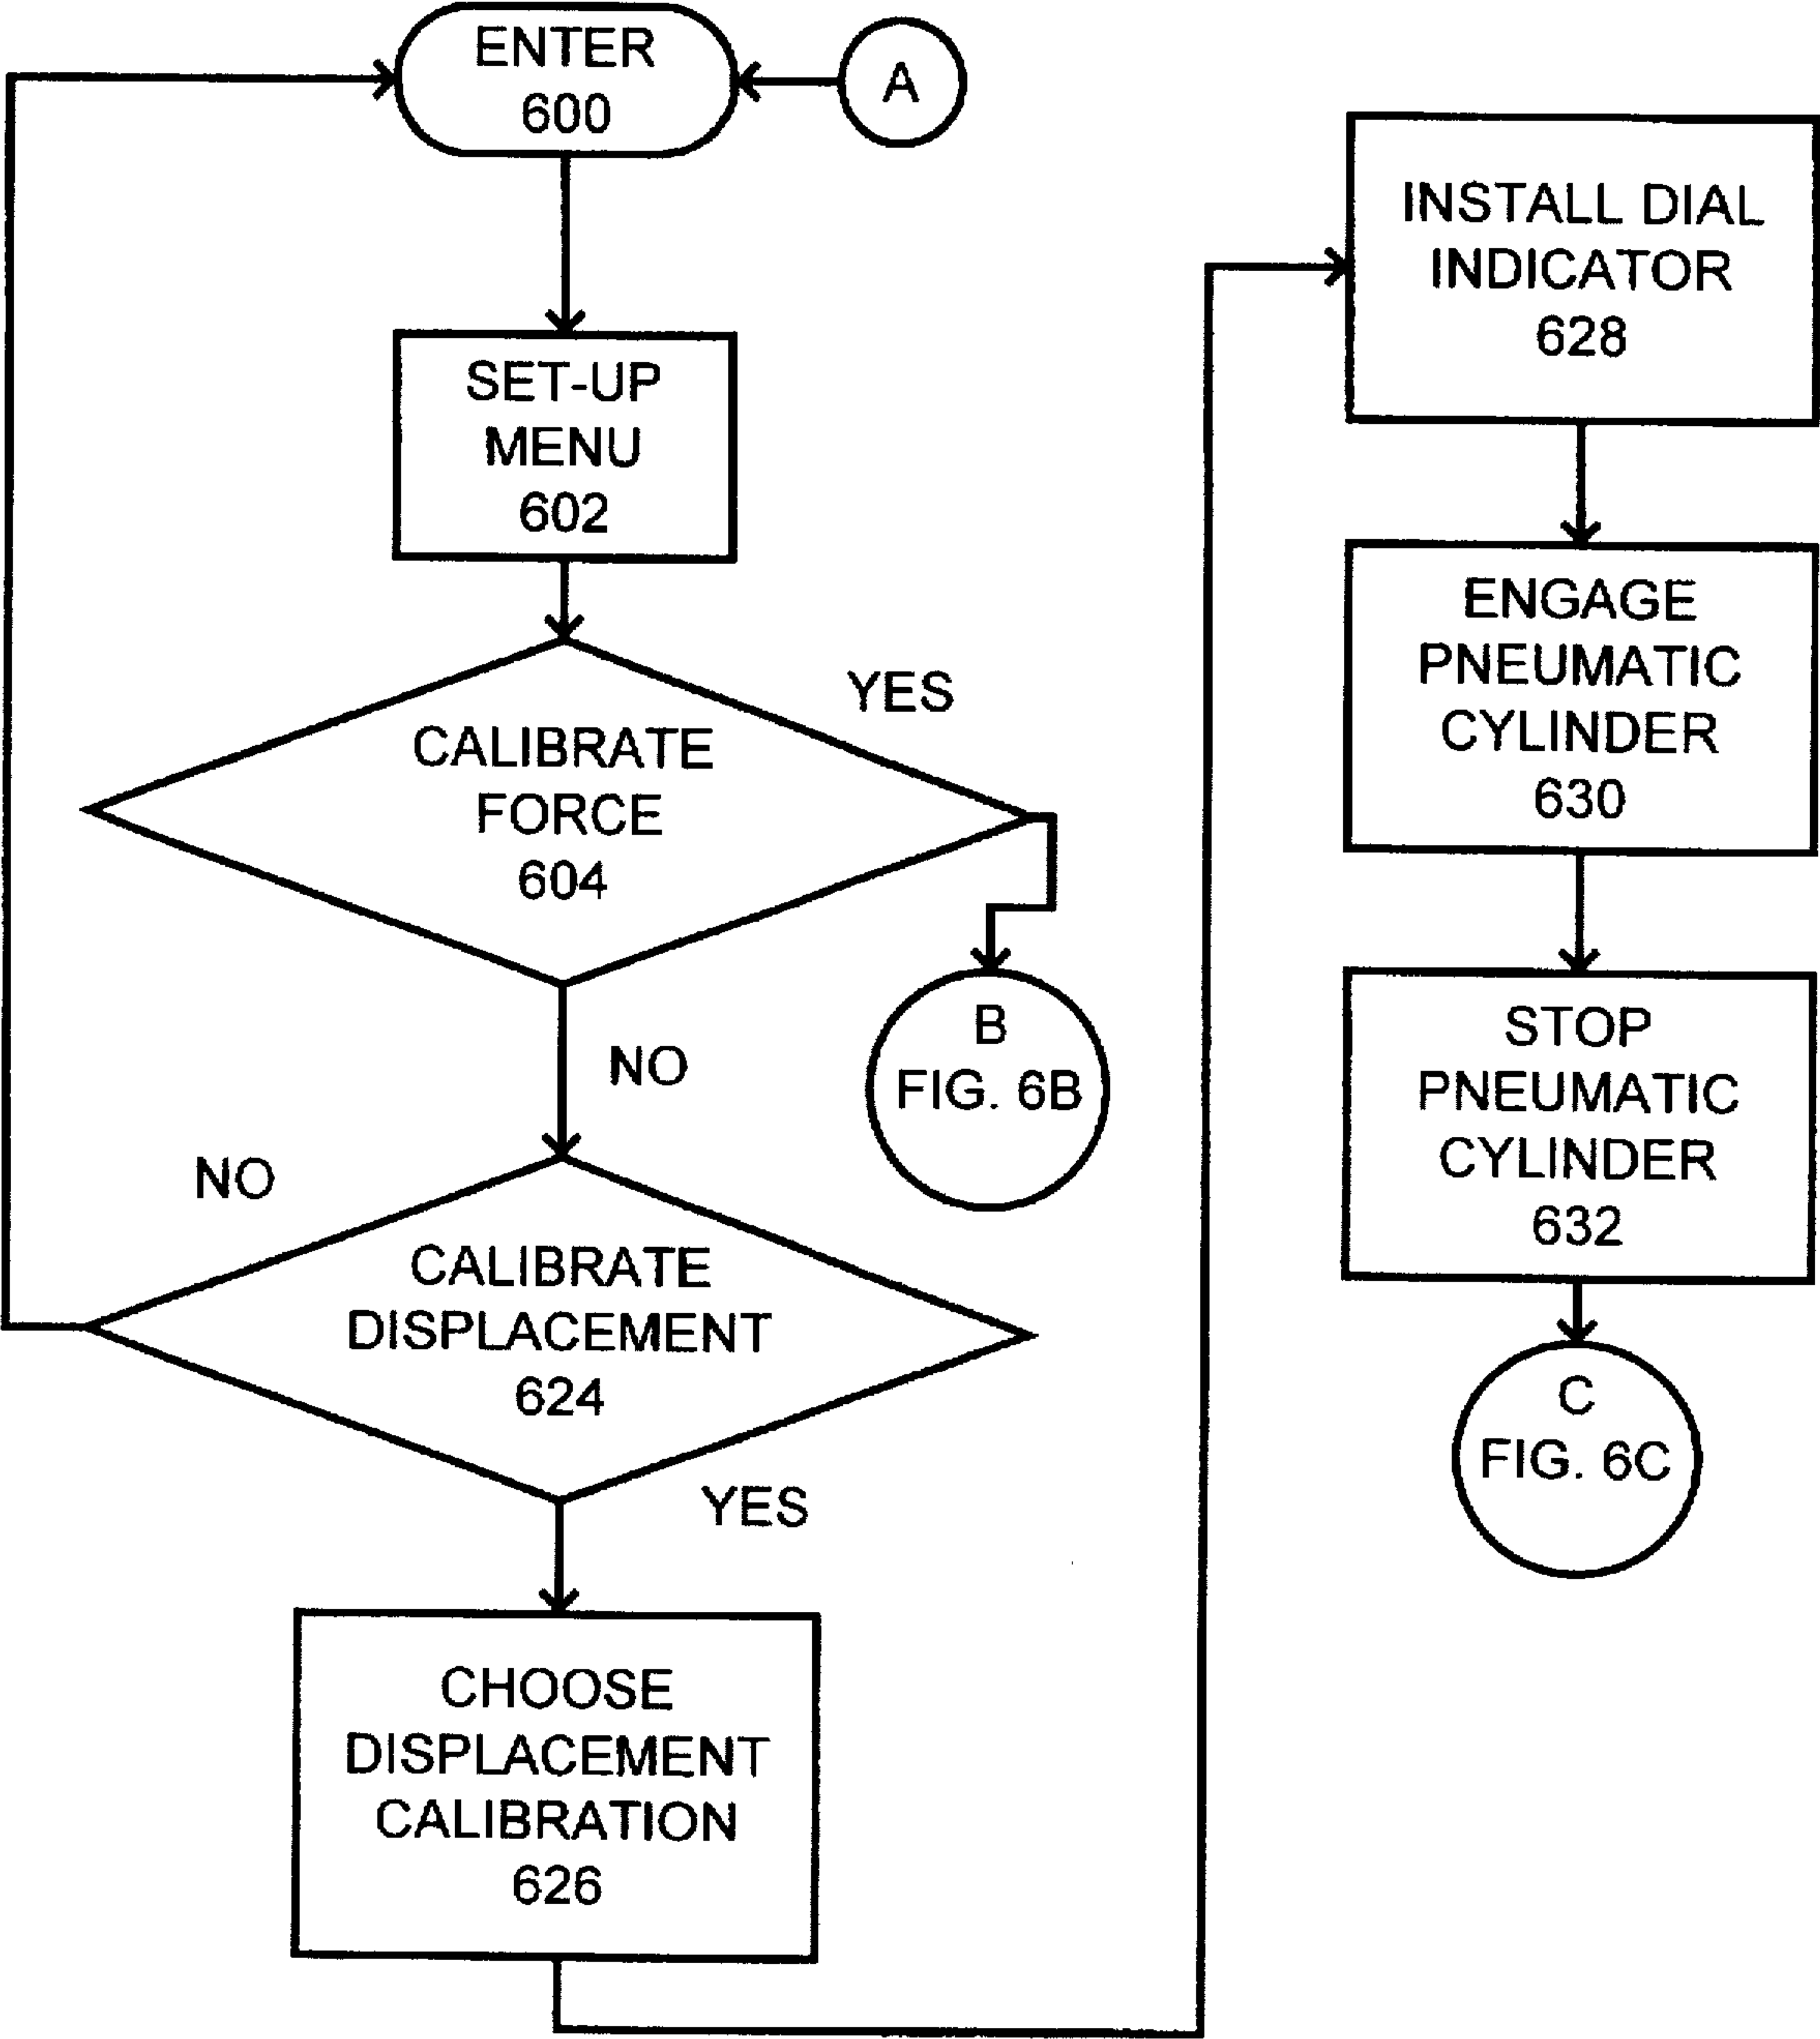 ENTER
600
A
SET-UP
MENU
602
YES
CALIBRATE
FORCE
604
B
FIG. 6B
NO
NO
CALIBRATE
DISPLACEMENT
624
YES
CHOOSE
DISPLACEMENT
CALIBRATION
626
INSTALL DIAL
INDICATOR
628
ENGAGE
PNEUMATIC
CYLINDER
630
STOP
PNEUMATIC
CYLINDER
632
C
FIG. 6C